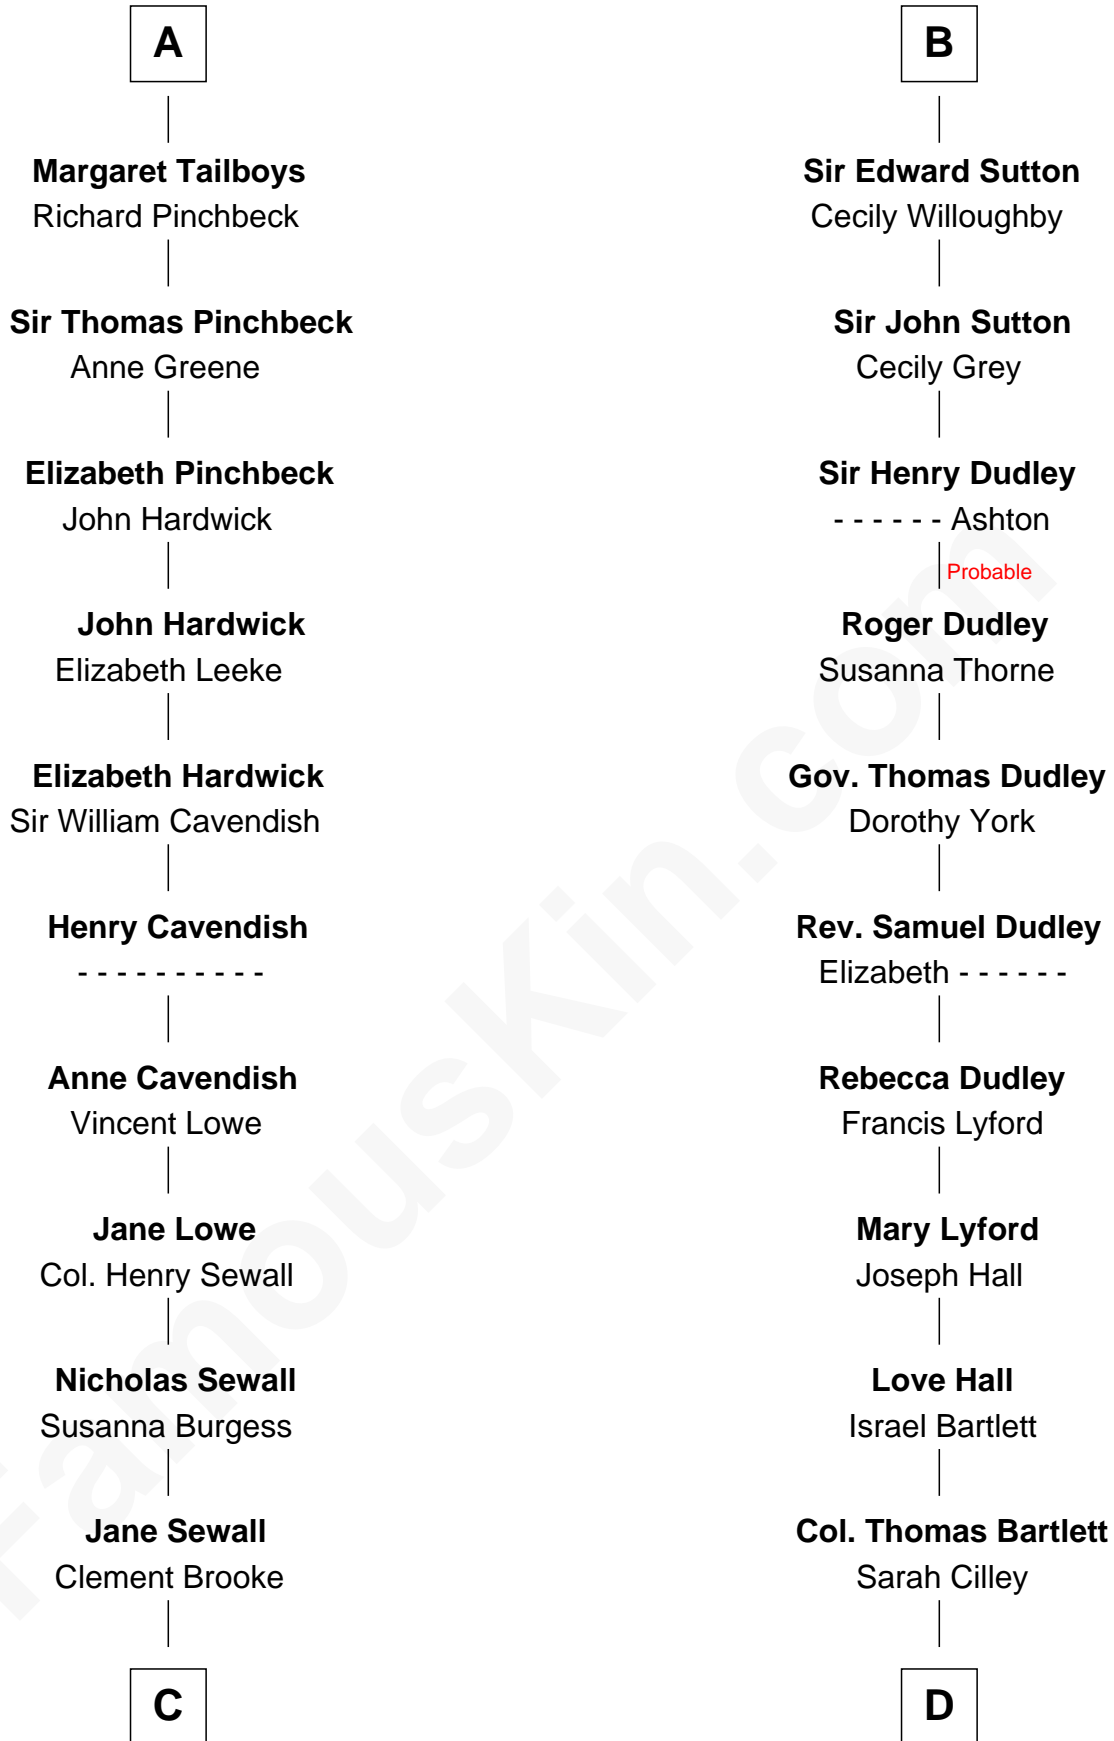 A
Margaret Tailboys
Richard Pinchbeck
Sir Thomas Pinchbeck
Anne Greene
Elizabeth Pinchbeck
John Hardwick
John Hardwick
Elizabeth Leeke
Elizabeth Hardwick
Sir William Cavendish
Henry Cavendish
- - - - - - - - - -
Anne Cavendish
Vincent Lowe
Jane Lowe
Col. Henry Sewall
Nicholas Sewall
Susanna Burgess
Jane Sewall
Clement Brooke
C
B
Sir Edward Sutton
Cecily Willoughby
Sir John Sutton
Cecily Grey
Sir Henry Dudley
- - - - - - Ashton
Probable
Roger Dudley
Susanna Thorne
Gov. Thomas Dudley
Dorothy York
Rev. Samuel Dudley
Elizabeth - - - - - -
Rebecca Dudley
Francis Lyford
Mary Lyford
Joseph Hall
Love Hall
Israel Bartlett
Col. Thomas Bartlett
Sarah Cilley
D
FamousKin.com